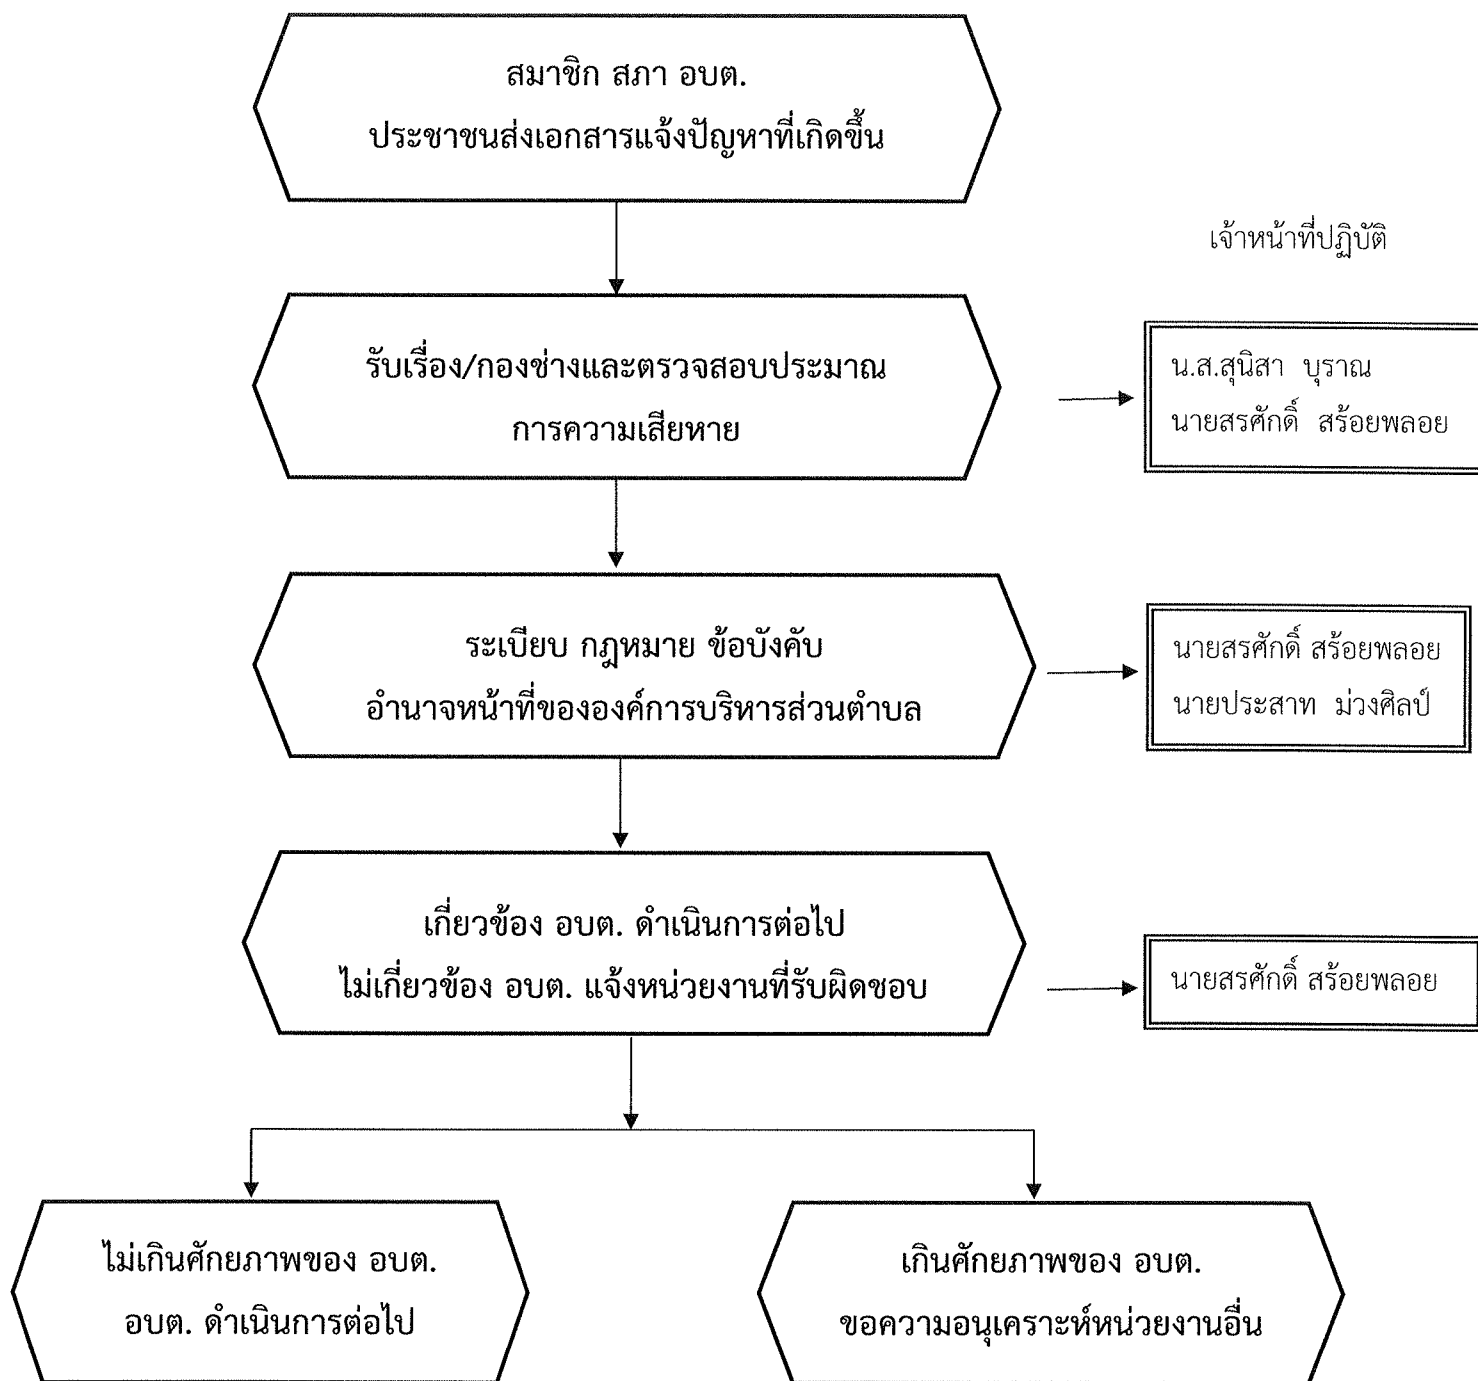 สมาชิก สภา อบต.
ประชาชนส่งเอกสารแจ้งปัญหาที่เกิดขึ้น
เจ้าหน้าที่ปฏิบัติ
รับเรื่อง/กองช่างและตรวจสอบประมาณ
การความเสียหาย
น.ส.สุนิสา บุราณ
นายสรศักดิ์ สร้อยพลอย
ระเบียบ กฎหมาย ข้อบังคับ
อำนาจหน้าที่ขององค์การบริหารส่วนตำบล
นายสรศักดิ์ สร้อยพลอย
นายประสาท ม่วงศิลป์
เกี่ยวข้อง อบต. ดำเนินการต่อไป
ไม่เกี่ยวข้อง อบต. แจ้งหน่วยงานที่รับผิดชอบ
นายสรศักดิ์ สร้อยพลอย
ไม่เกินศักยภาพของ อบต.
อบต. ดำเนินการต่อไป
เกินศักยภาพของ อบต.
ขอความอนุเคราะห์หน่วยงานอื่น